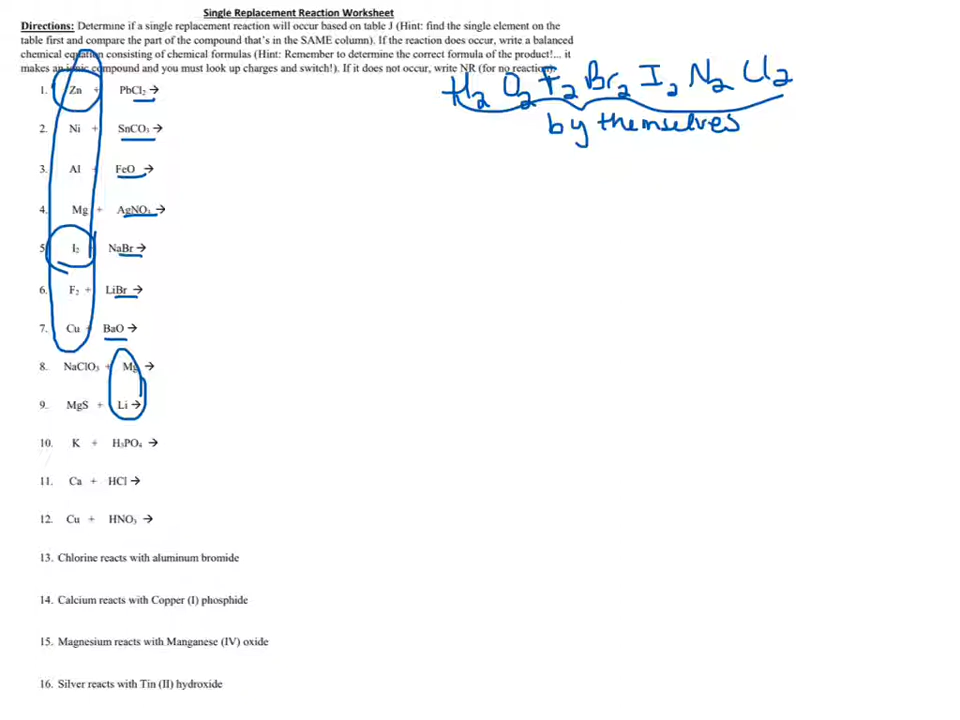 Single Replacement Reaction Worksheet
Directions: Determine if a single replacement reaction will occur based on table J (Hint: find the single element on the
table first and compare the part of the compound that's in the SAME column). If the reaction does occur, write a balanced
chemical equation consisting of chemical formulas (Hint: Remember to determine the correct formula of the product!... it
makes an ionic compound and you must look up charges and switch!). If it does not occur, write NR (for no reaction).
H₂ O₂ F₂ Br₂ I₂ N₂ Cl₂
by themselves
1. Zn + PbCl₂ →
2. Ni + SnCO₃ →
3. Al + FeO →
4. Mg + AgNO₃ →
5. I₂ + NaBr →
6. F₂ + LiBr →
7. Cu + BaO →
8. NaClO₃ + Mg →
9. MgS + Li →
10. K + H₃PO₄ →
11. Ca + HCl →
12. Cu + HNO₃ →
13. Chlorine reacts with aluminum bromide
14. Calcium reacts with Copper (I) phosphide
15. Magnesium reacts with Manganese (IV) oxide
16. Silver reacts with Tin (II) hydroxide